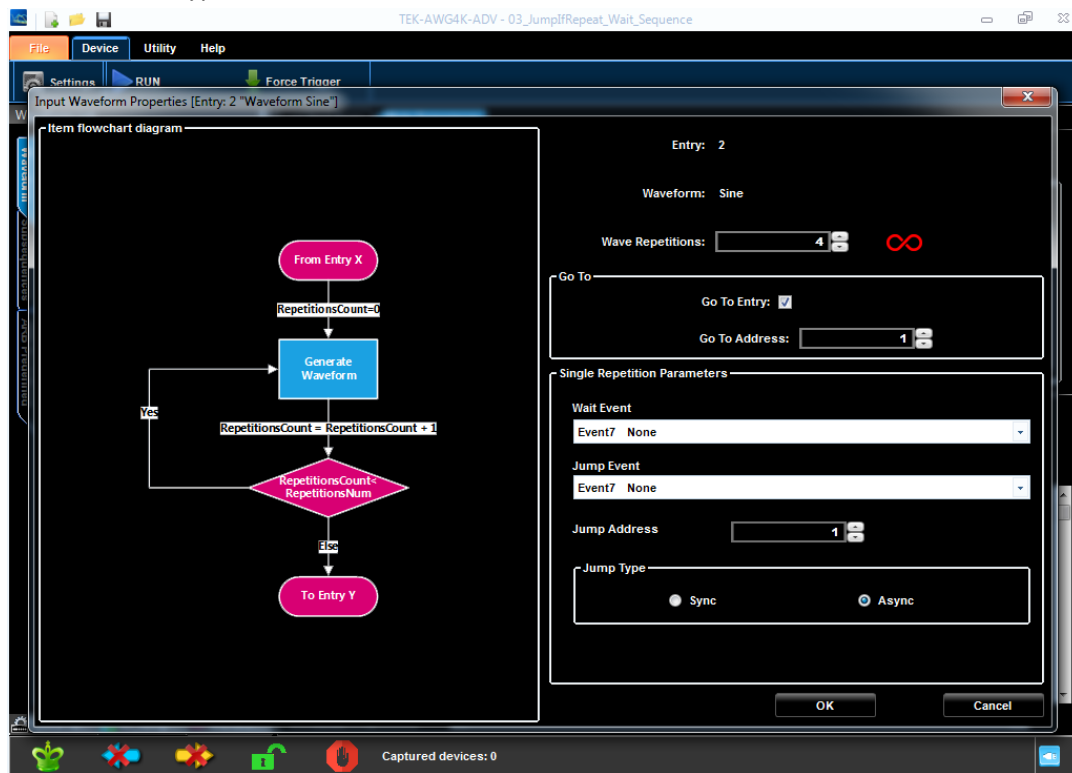 TEK-AWG4K-ADV - 03_JumpIfRepeat_Wait_Sequence
File Device Utility Help
Settings RUN Force Trigger
Input Waveform Properties [Entry: 2 "Waveform Sine"]
W
Waveform
Subsequences
Item flowchart diagram
From Entry X
RepetitionsCount=0
Generate
Waveform
Yes
RepetitionsCount = RepetitionsCount + 1
RepetitionsCount<
RepetitionsNum
Else
To Entry Y
Entry: 2
Waveform: Sine
Wave Repetitions: 4
Go To
Go To Entry:
Go To Address: 1
Single Repetition Parameters
Wait Event
Event7 None
Jump Event
Event7 None
Jump Address 1
Jump Type
Sync Async
OK Cancel
Captured devices: 0